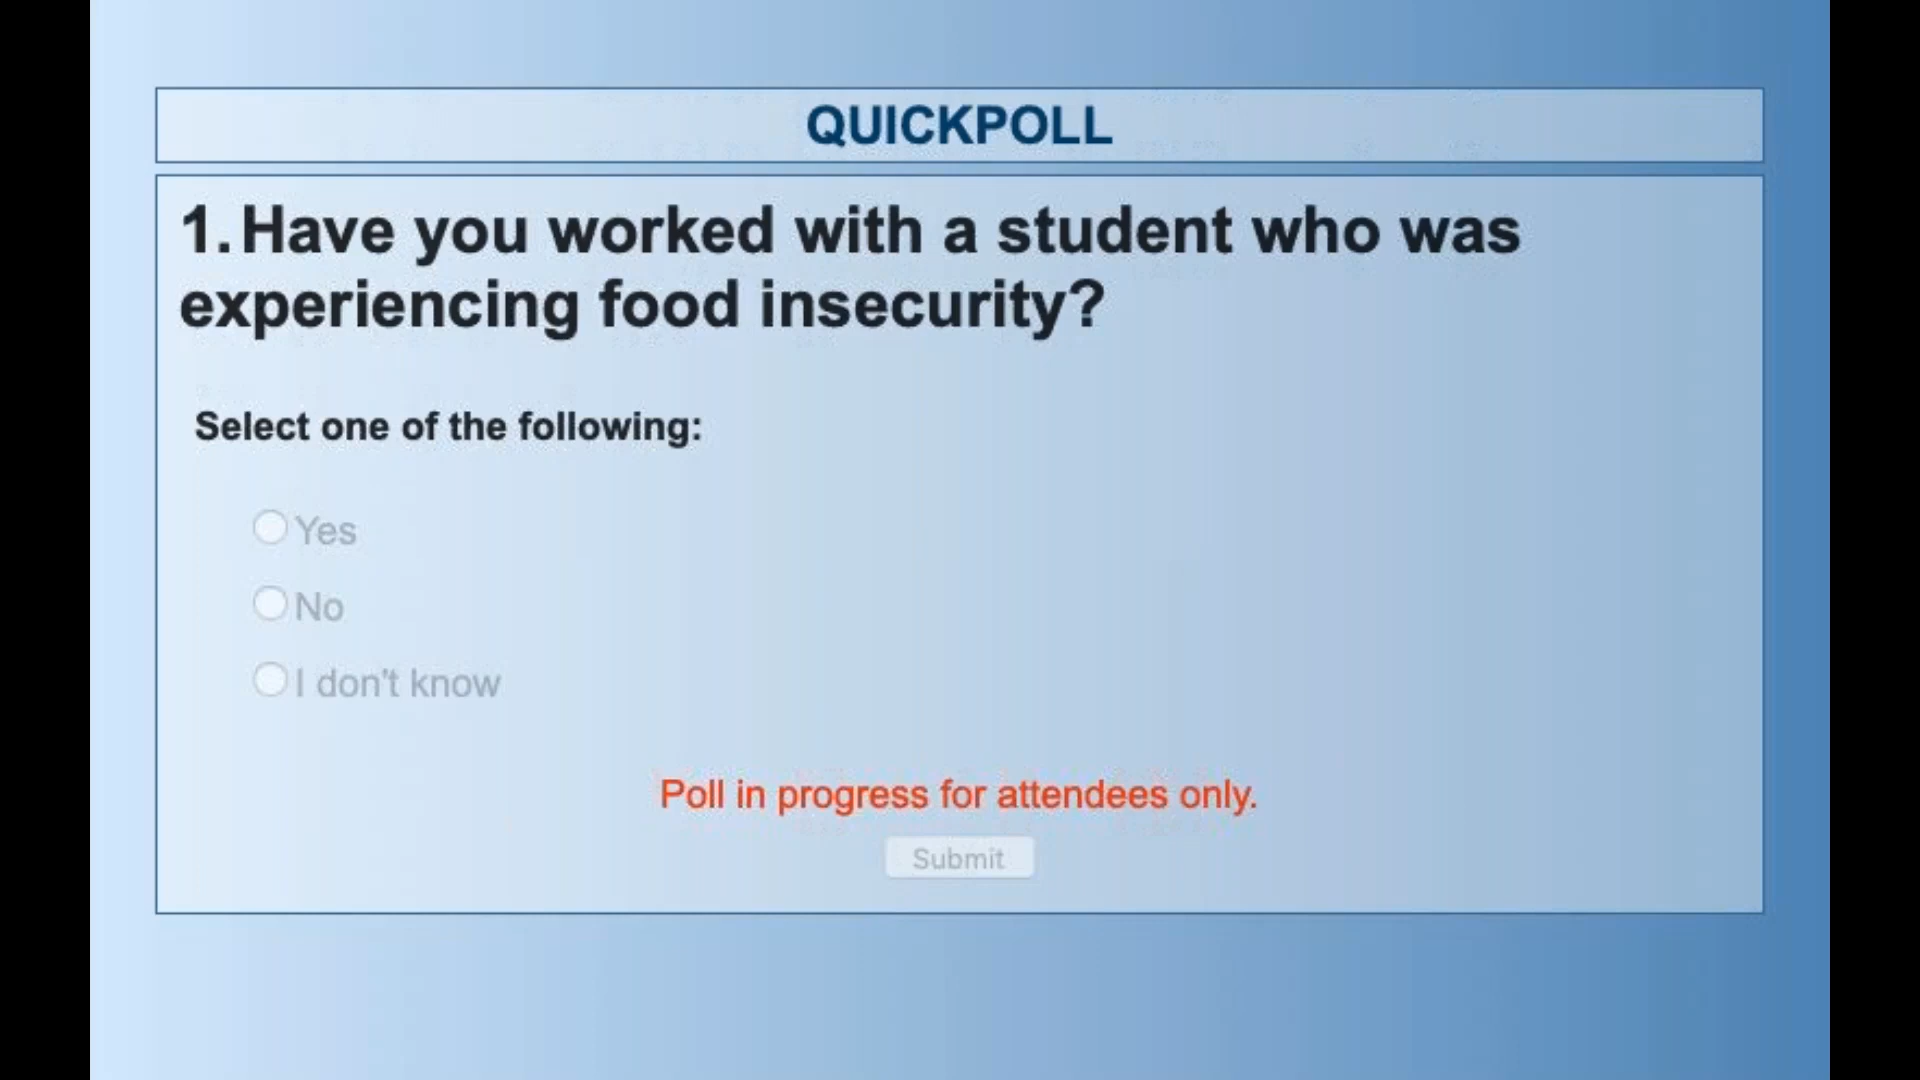 QUICKPOLL
1. Have you worked with a student who was
experiencing food insecurity?
Select one of the following:
Yes
No
I don't know
Poll in progress for attendees only.
Submit